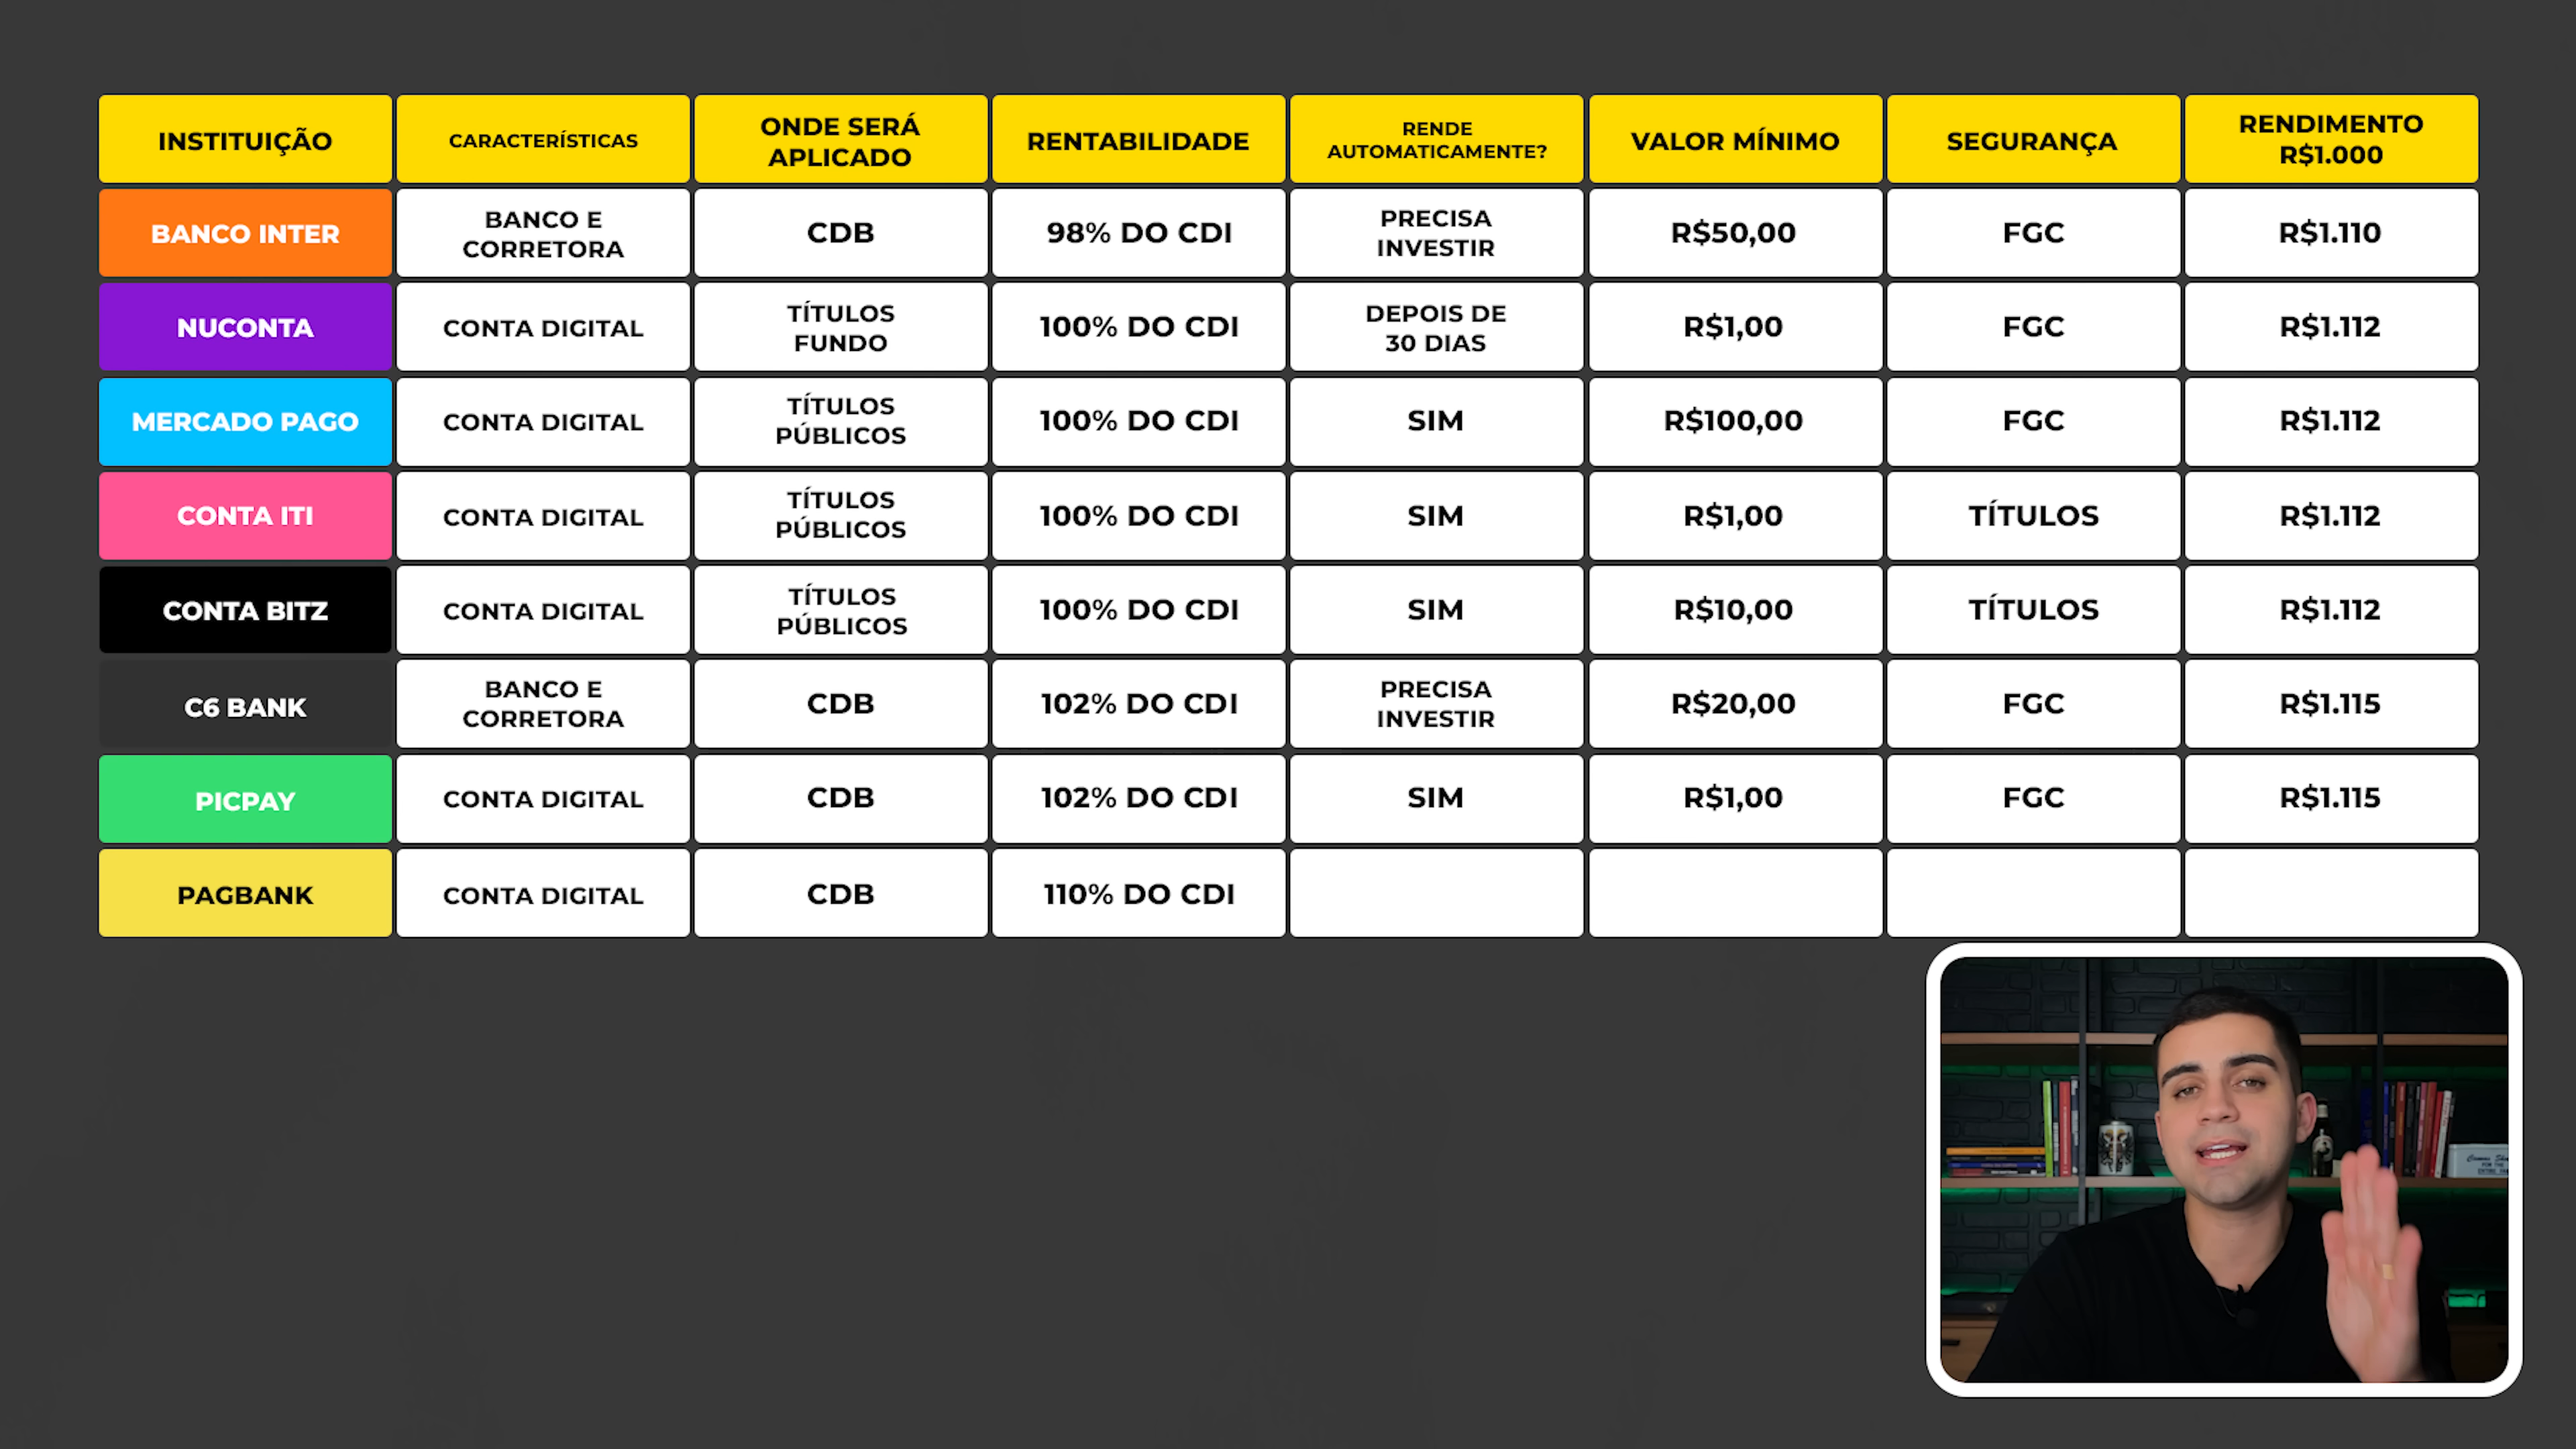 INSTITUIÇÃO
CARACTERÍSTICAS
ONDE SERÁ
APLICADO
RENTABILIDADE
RENDE
AUTOMATICAMENTE?
VALOR MÍNIMO
SEGURANÇA
RENDIMENTO
R$1.000
BANCO INTER
BANCO E
CORRETORA
CDB
98% DO CDI
PRECISA
INVESTIR
R$50,00
FGC
R$1.110
NUCONTA
CONTA DIGITAL
TÍTULOS
FUNDO
100% DO CDI
DEPOIS DE
30 DIAS
R$1,00
FGC
R$1.112
MERCADO PAGO
CONTA DIGITAL
TÍTULOS
PÚBLICOS
100% DO CDI
SIM
R$100,00
FGC
R$1.112
CONTA ITI
CONTA DIGITAL
TÍTULOS
PÚBLICOS
100% DO CDI
SIM
R$1,00
TÍTULOS
R$1.112
CONTA BITZ
CONTA DIGITAL
TÍTULOS
PÚBLICOS
100% DO CDI
SIM
R$10,00
TÍTULOS
R$1.112
C6 BANK
BANCO E
CORRETORA
CDB
102% DO CDI
PRECISA
INVESTIR
R$20,00
FGC
R$1.115
PICPAY
CONTA DIGITAL
CDB
102% DO CDI
SIM
R$1,00
FGC
R$1.115
PAGBANK
CONTA DIGITAL
CDB
110% DO CDI